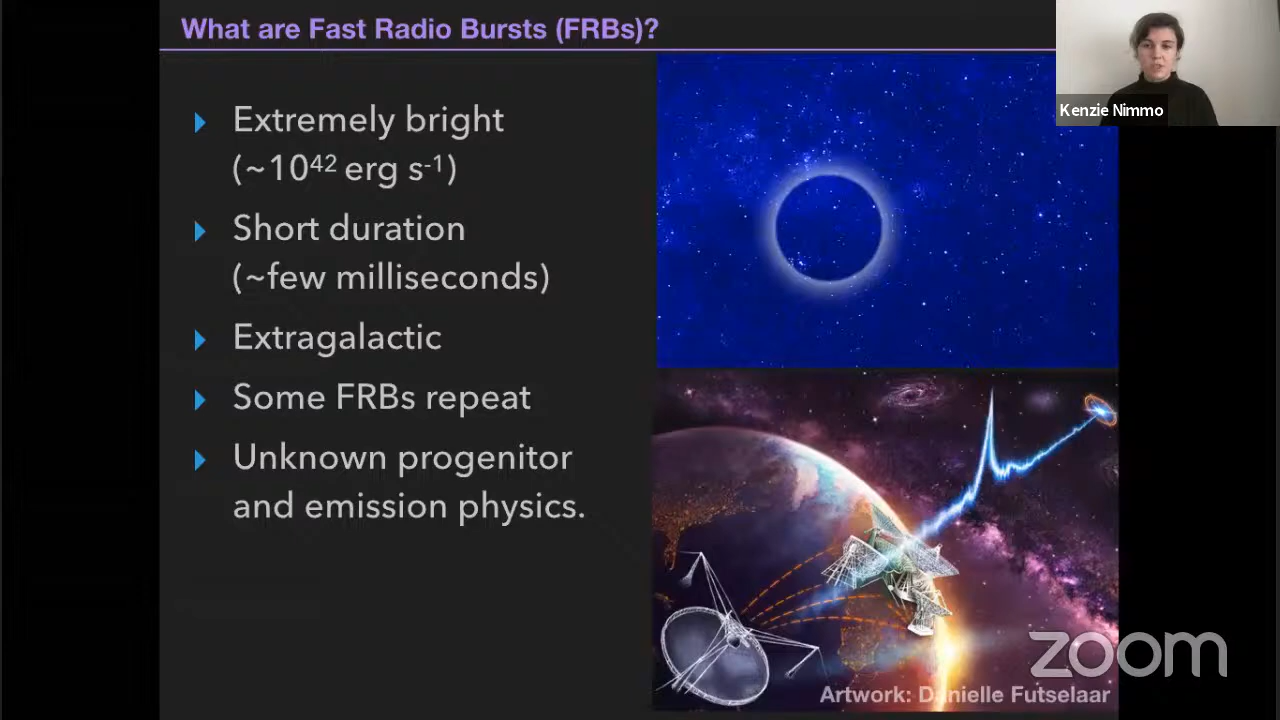 What are Fast Radio Bursts (FRBs)?
Kenzie Nimmo
Extremely bright
(~10⁴² erg s⁻¹)
Short duration
(~few milliseconds)
Extragalactic
Some FRBs repeat
Unknown progenitor
and emission physics.
zoom
Artwork: Danielle Futselaar